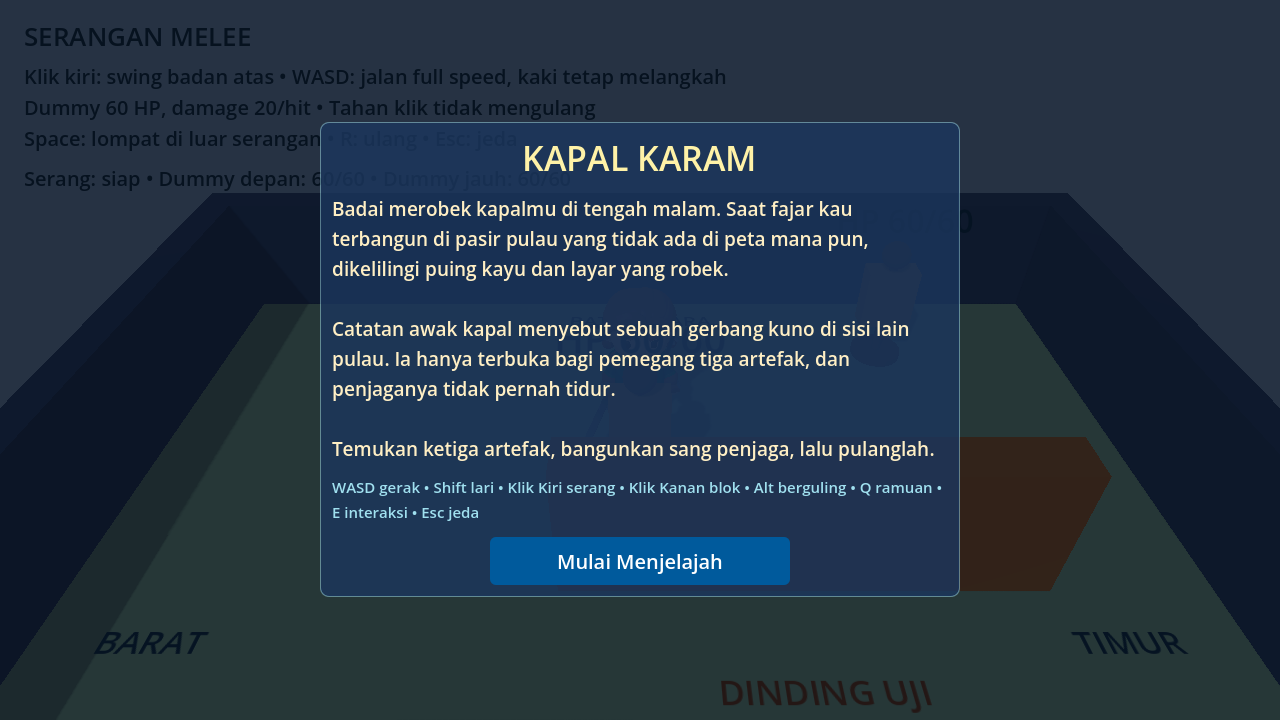 SERANGAN MELEE
Klik kiri: swing badan atas • WASD: jalan full speed, kaki tetap melangkah
Dummy 60 HP, damage 20/hit • Tahan klik tidak mengulang
Space: lompat di luar serangan • R: ulang • Esc: jeda
Serang: siap • Dummy depan: 60/60 • Dummy jauh: 60/60
KAPAL KARAM
Badai merobek kapalmu di tengah malam. Saat fajar kau
terbangun di pasir pulau yang tidak ada di peta mana pun,
dikelilingi puing kayu dan layar yang robek.
Catatan awak kapal menyebut sebuah gerbang kuno di sisi lain
pulau. Ia hanya terbuka bagi pemegang tiga artefak, dan
penjaganya tidak pernah tidur.
Temukan ketiga artefak, bangunkan sang penjaga, lalu pulanglah.
WASD gerak • Shift lari • Klik Kiri serang • Klik Kanan blok • Alt berguling • Q ramuan •
E interaksi • Esc jeda
Mulai Menjelajah
BARAT
TIMUR
DINDING UJI